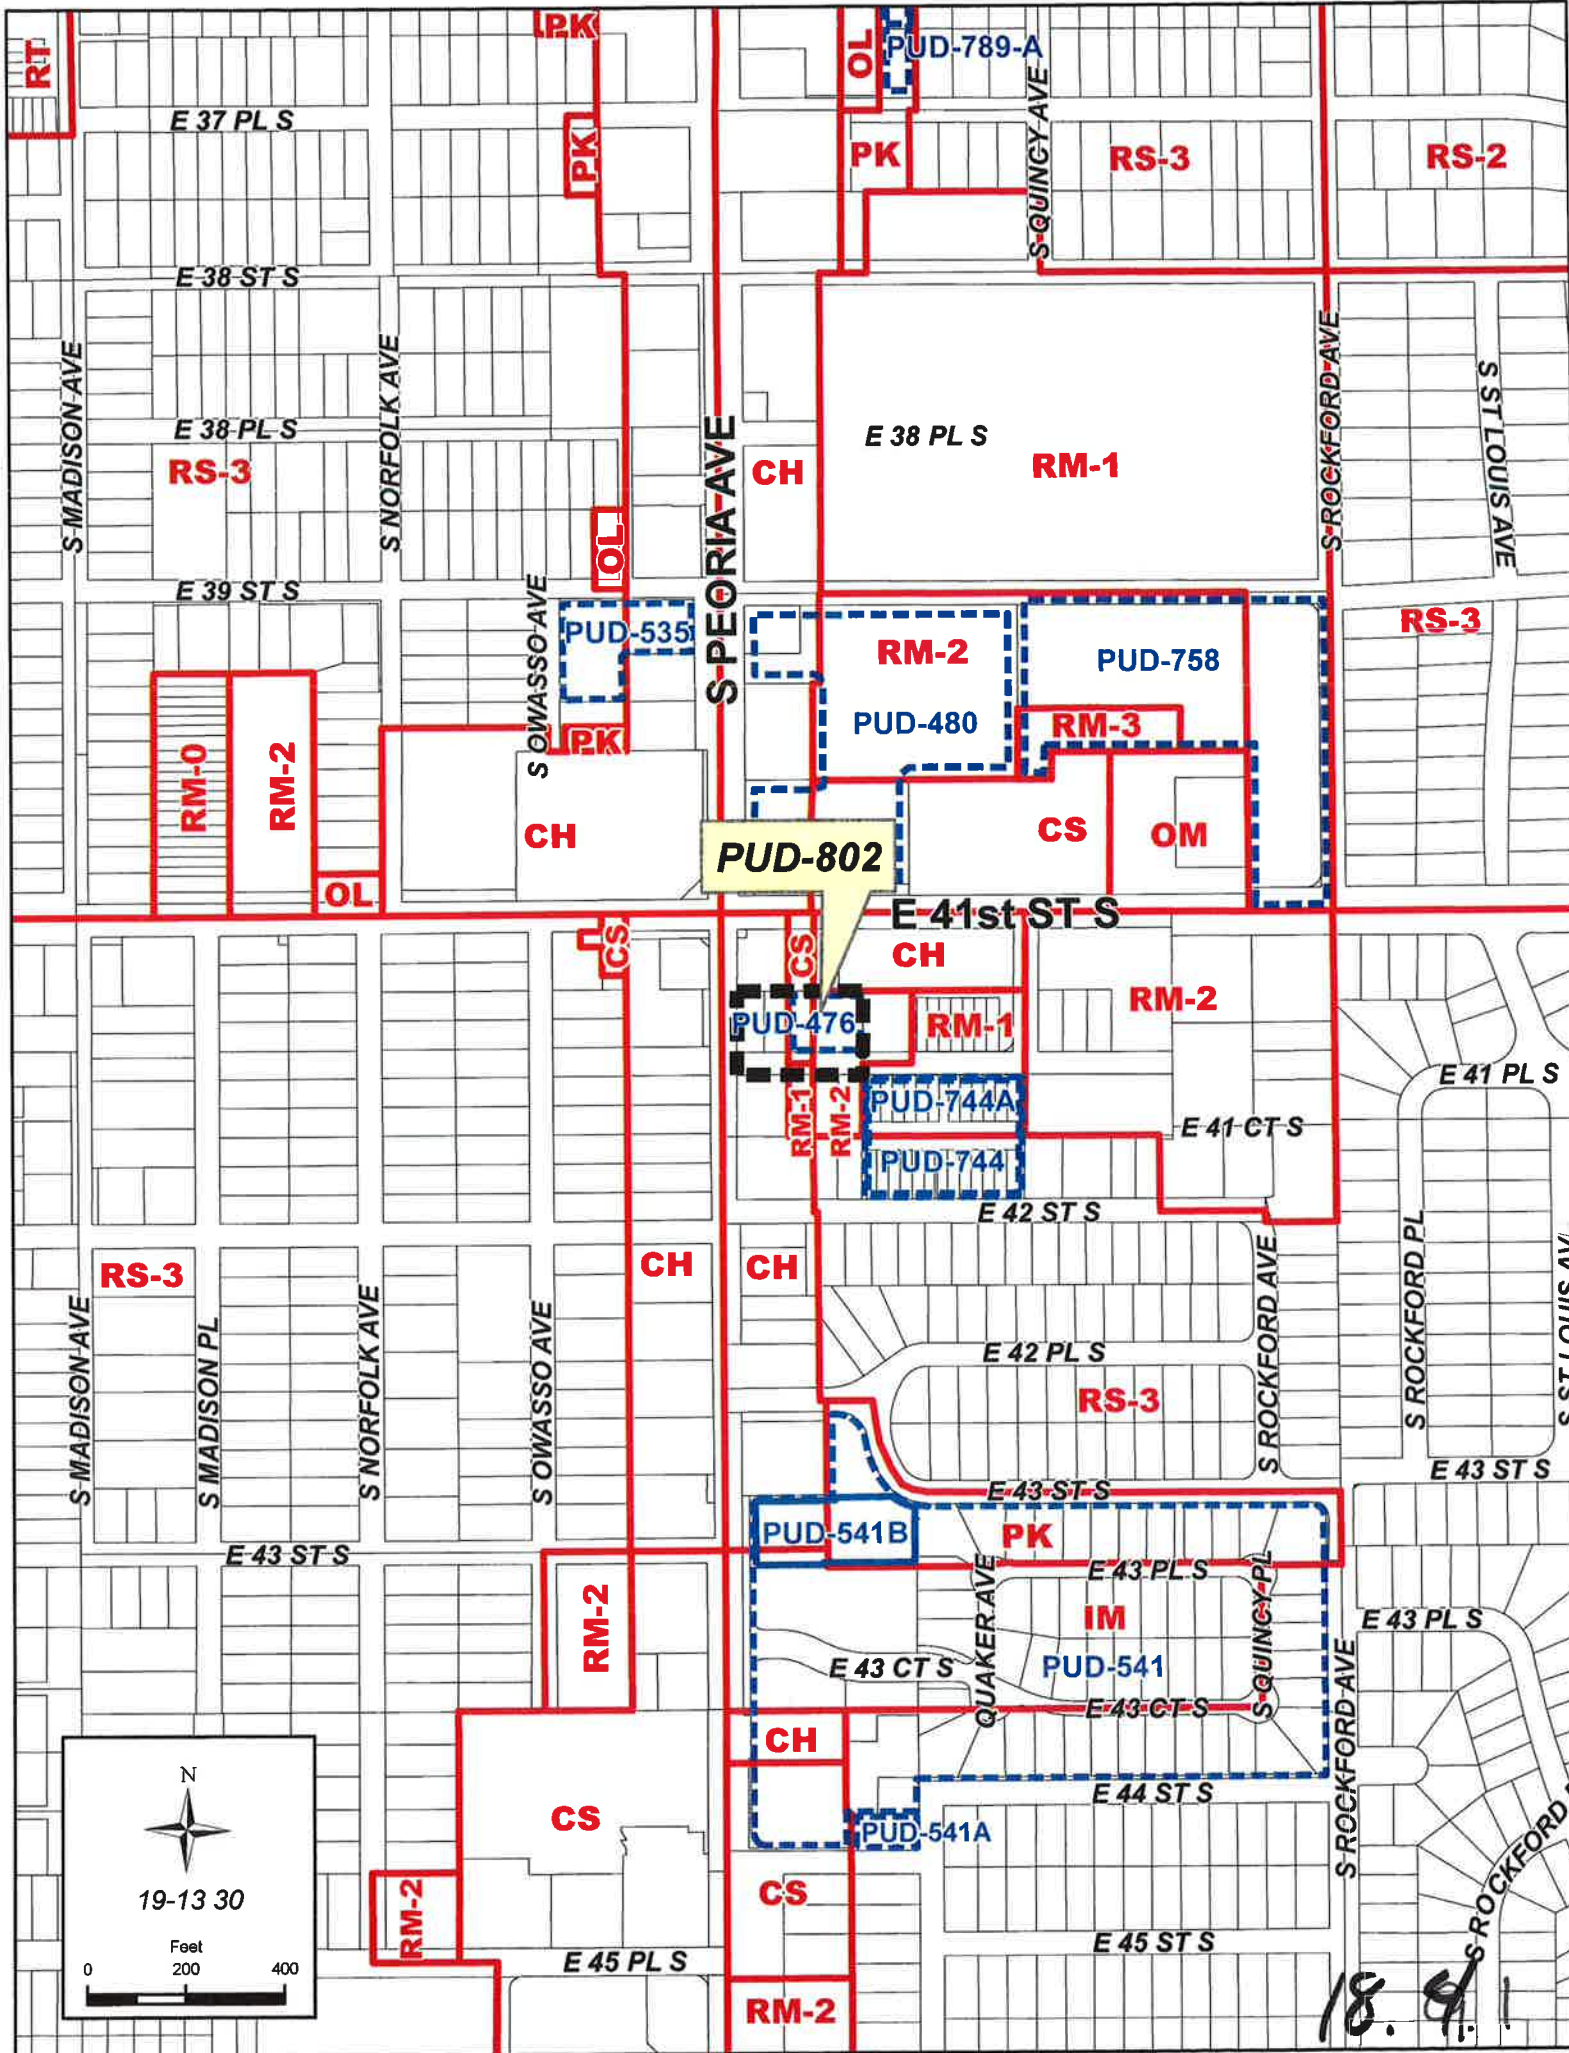 PK
RT
OL
PUD-789-A
E 37 PL S
PK
PK
S QUINCY AVE
RS-3
RS-2
E 38 ST S
S MADISON AVE
S NORFOLK AVE
S PEORIA AVE
S ROCKFORD AVE
S ST LOUIS AVE
E 38 PL S
E 38 PL S
RS-3
CH
RM-1
OL
E 39 ST S
S OWASSO AVE
PUD-535
RM-2
PUD-758
RS-3
PUD-480
RM-3
PK
RM-0
RM-2
CH
CS
OM
PUD-802
OL
E 41st ST S
CS
CS
CH
RM-2
PUD-476
RM-1
E 41 PL S
RM-1
RM-2
PUD-744A
E 41 CT S
PUD-744
E 42 ST S
RS-3
CH
CH
S MADISON AVE
S MADISON PL
S NORFOLK AVE
S OWASSO AVE
S ROCKFORD AVE
S ROCKFORD PL
S ST LOUIS AV
E 42 PL S
RS-3
E 43 ST S
E 43 ST S
PUD-541B
PK
E 43 ST S
E 43 PL S
RM-2
QUAKER AVE
IM
S QUINCY PL
E 43 PL S
E 43 CT S
PUD-541
E 43 CT S
S ROCKFORD AVE
CH
E 44 ST S
CS
PUD-541A
S ROCKFORD
N
19-13 30
Feet
0 200 400
RM-2
CS
E 45 ST S
E 45 PL S
RM-2